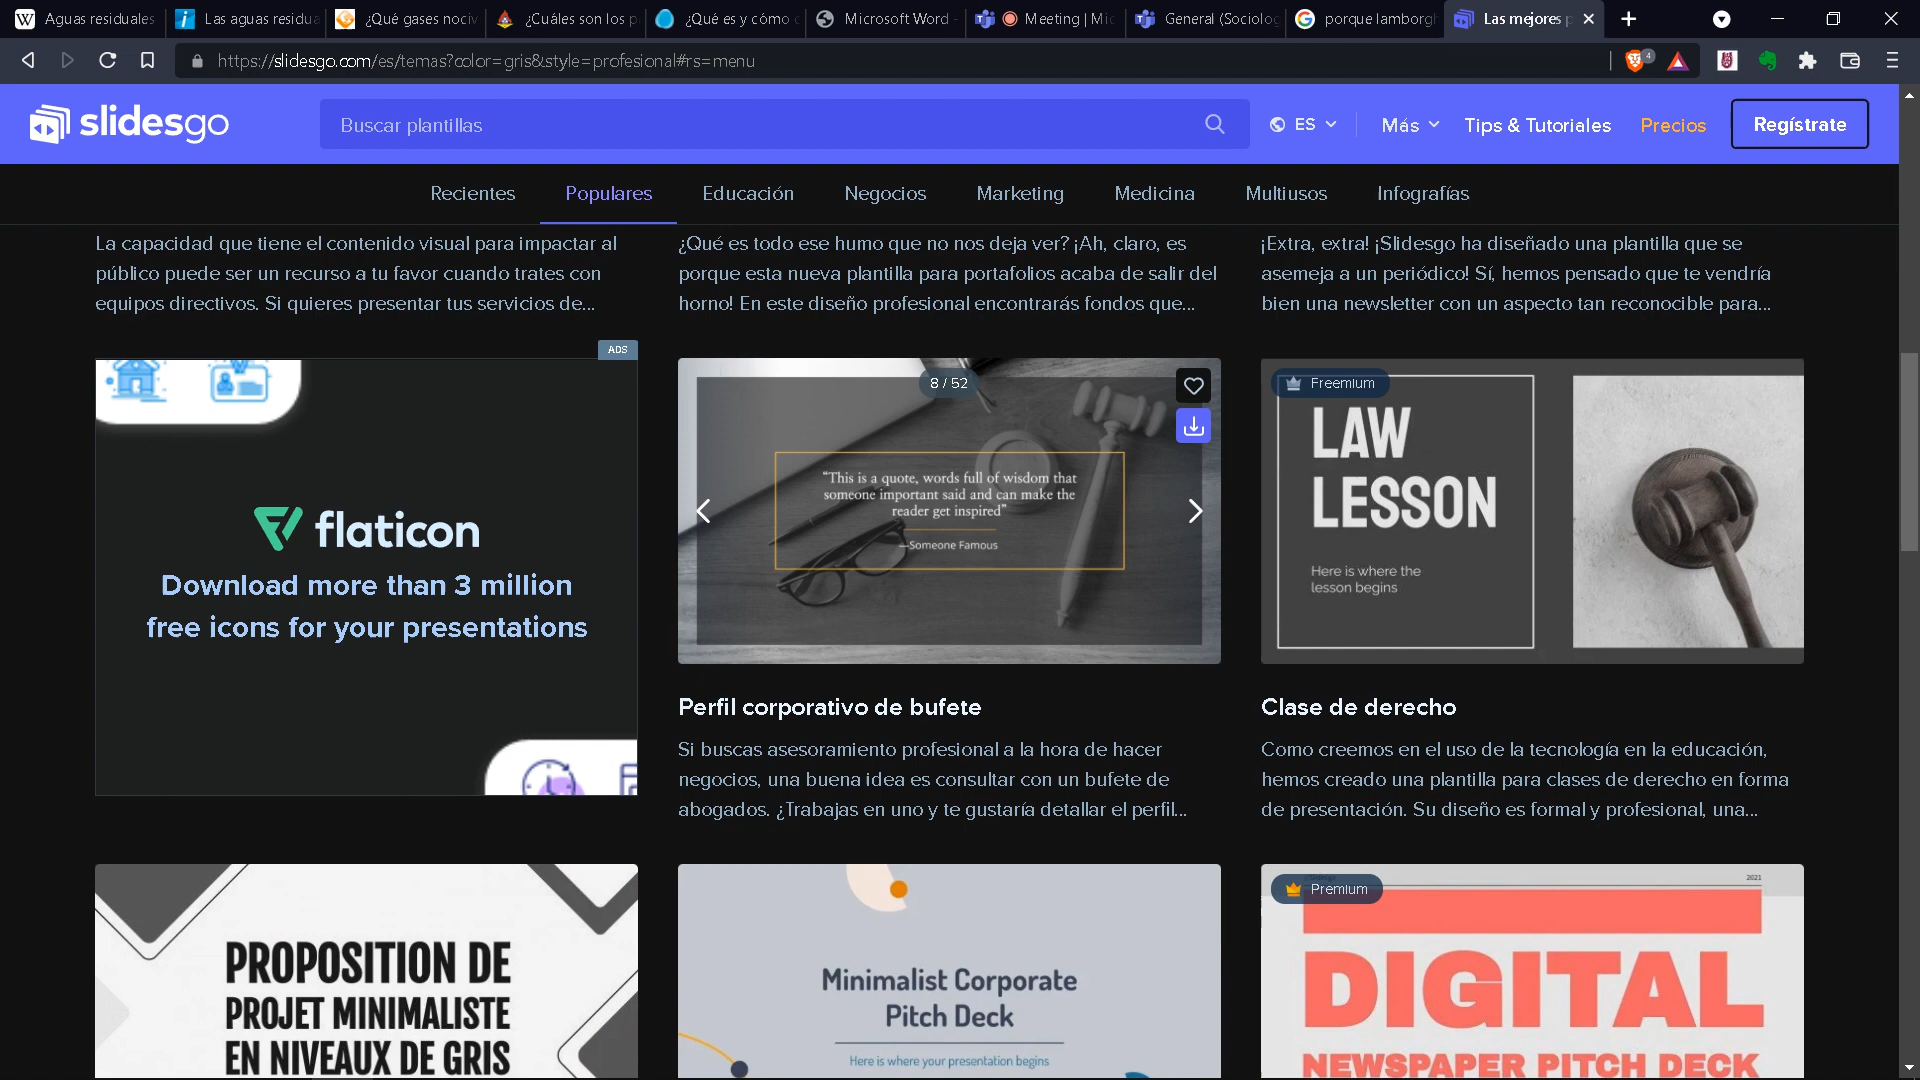 Aguas residuales
Las aguas residua
¿Qué gases nociv
¿Cuáles son los p
¿Qué es y cómo
Microsoft Word -
Meeting | Mic
General (Sociolog
porque lamborgh
Las mejores p
https://slidesgo.com/es/temas?color=gris&style=profesional#rs=menu
4
slidesgo
Buscar plantillas
ES
Más
Tips & Tutoriales
Precios
Regístrate
Recientes
Populares
Educación
Negocios
Marketing
Medicina
Multiusos
Infografías
La capacidad que tiene el contenido visual para impactar al
público puede ser un recurso a tu favor cuando trates con
equipos directivos. Si quieres presentar tus servicios de...
¿Qué es todo ese humo que no nos deja ver? ¡Ah, claro, es
porque esta nueva plantilla para portafolios acaba de salir del
horno! En este diseño profesional encontrarás fondos que...
¡Extra, extra! ¡Slidesgo ha diseñado una plantilla que se
asemeja a un periódico! Sí, hemos pensado que te vendría
bien una newsletter con un aspecto tan reconocible para...
ADS
flaticon
Download more than 3 million
free icons for your presentations
8 / 52
“This is a quote, words full of wisdom that
someone important said and can make the
reader get inspired”
—Someone Famous
Perfil corporativo de bufete
Si buscas asesoramiento profesional a la hora de hacer
negocios, una buena idea es consultar con un bufete de
abogados. ¿Trabajas en uno y te gustaría detallar el perfil...
Freemium
LAW
LESSON
Here is where the
lesson begins
Clase de derecho
Como creemos en el uso de la tecnología en la educación,
hemos creado una plantilla para clases de derecho en forma
de presentación. Su diseño es formal y profesional, una...
PROPOSITION DE
PROJET MINIMALISTE
EN NIVEAUX DE GRIS
Minimalist Corporate
Pitch Deck
Here is where your presentation begins
Premium
2021
DIGITAL
NEWSPAPER PITCH DECK